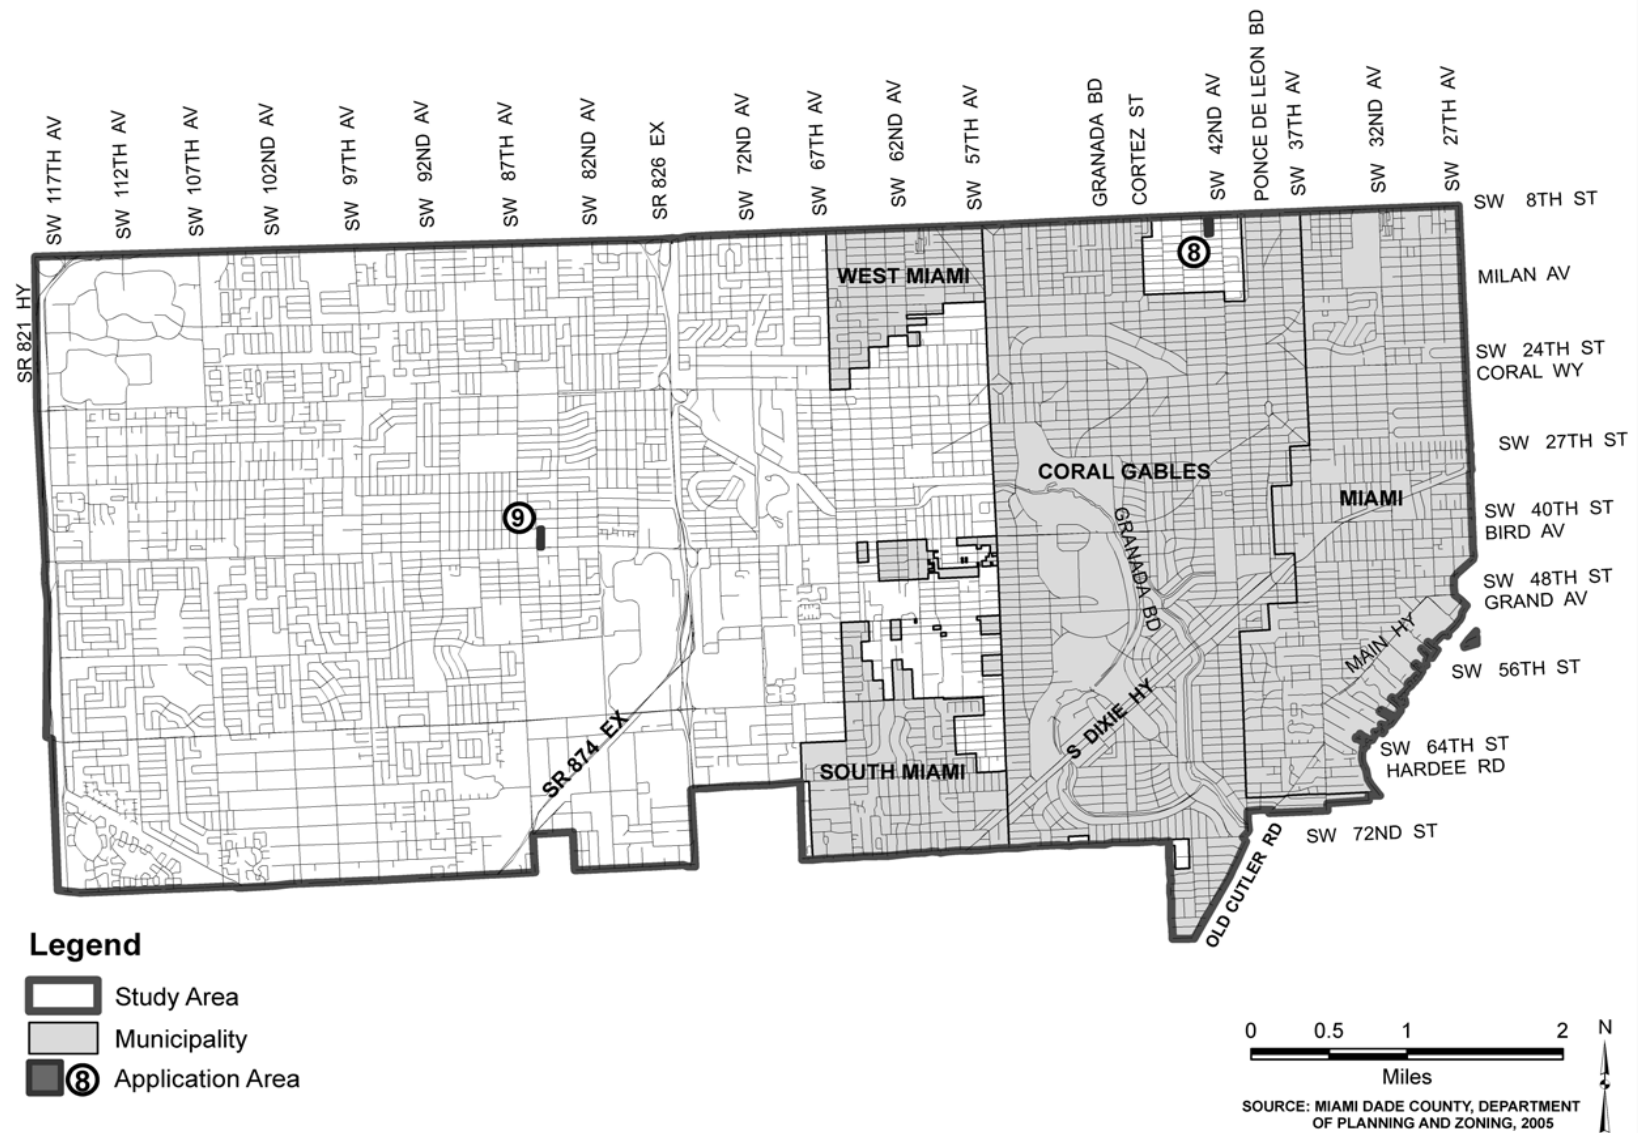 SW 117TH AV
SW 112TH AV
SW 107TH AV
SW 102ND AV
SW 97TH AV
SW 92ND AV
SW 87TH AV
SW 82ND AV
SR 826 EX
SW 72ND AV
SW 67TH AV
SW 62ND AV
SW 57TH AV
GRANADA BD
CORTEZ ST
SW 42ND AV
PONCE DE LEON BD
SW 37TH AV
SW 32ND AV
SW 27TH AV
SW 8TH ST
8
WEST MIAMI
MILAN AV
SR 821 HY
SW 24TH ST
CORAL WY
SW 27TH ST
CORAL GABLES
MIAMI
9
SW 40TH ST
BIRD AV
GRANADA BD
SW 48TH ST
GRAND AV
MAIN HY
SW 56TH ST
S DIXIE HY
SR 874 EX
SOUTH MIAMI
SW 64TH ST
HARDEE RD
SW 72ND ST
OLD CUTLER RD
Legend
Study Area
Municipality
8 Application Area
0 0.5 1 2
Miles
N
SOURCE: MIAMI DADE COUNTY, DEPARTMENT
OF PLANNING AND ZONING, 2005